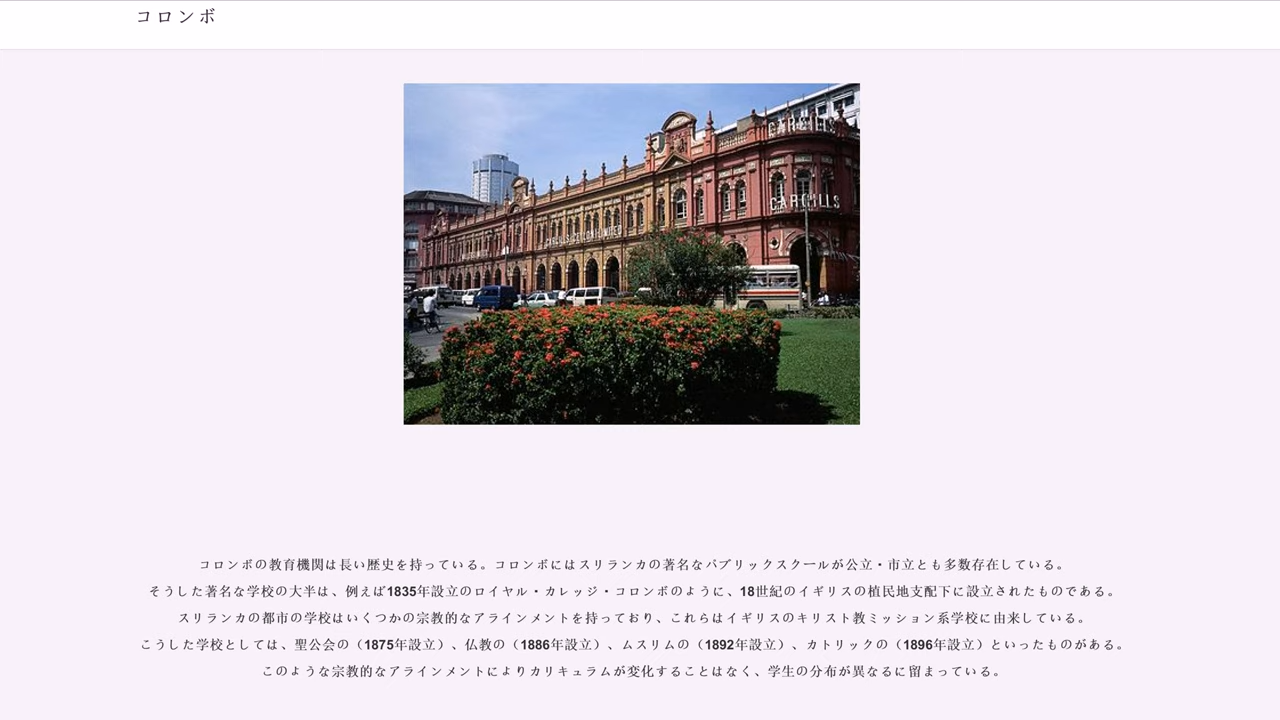 コロンボ
CARGILLS
CARGILLS
CARGILLS (CEYLON) LIMITED
コロンボの教育機関は長い歴史を持っている。コロンボにはスリランカの著名なパブリックスクールが公立・市立とも多数存在している。
そうした著名な学校の大半は、例えば1835年設立のロイヤル・カレッジ・コロンボのように、18世紀のイギリスの植民地支配下に設立されたものである。
スリランカの都市の学校はいくつかの宗教的なアラインメントを持っており、これらはイギリスのキリスト教ミッション系学校に由来している。
こうした学校としては、聖公会の（1875年設立）、仏教の（1886年設立）、ムスリムの（1892年設立）、カトリックの（1896年設立）といったものがある。
このような宗教的なアラインメントによりカリキュラムが変化することはなく、学生の分布が異なるに留まっている。